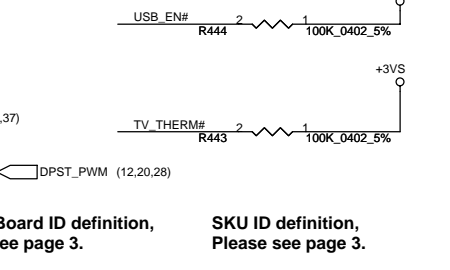 USB_EN# 2 1
R444 100K_0402_5%
+3VS
,37)
TV_THERM# 2 1
R443 100K_0402_5%
DPST_PWM (12,20,28)
Board ID definition,
ee page 3.
SKU ID definition,
Please see page 3.